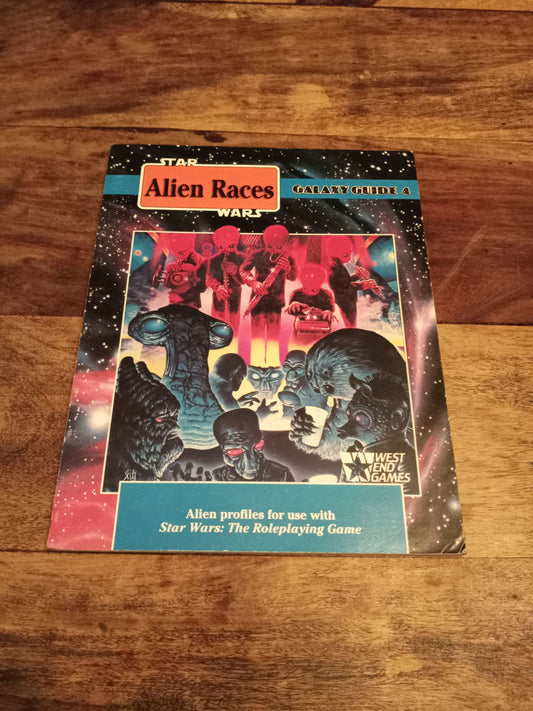 STAR
Alien Races
WARS
GALAXY GUIDE 4
WEST
END
GAMES
Alien profiles for use with
Star Wars: The Roleplaying Game